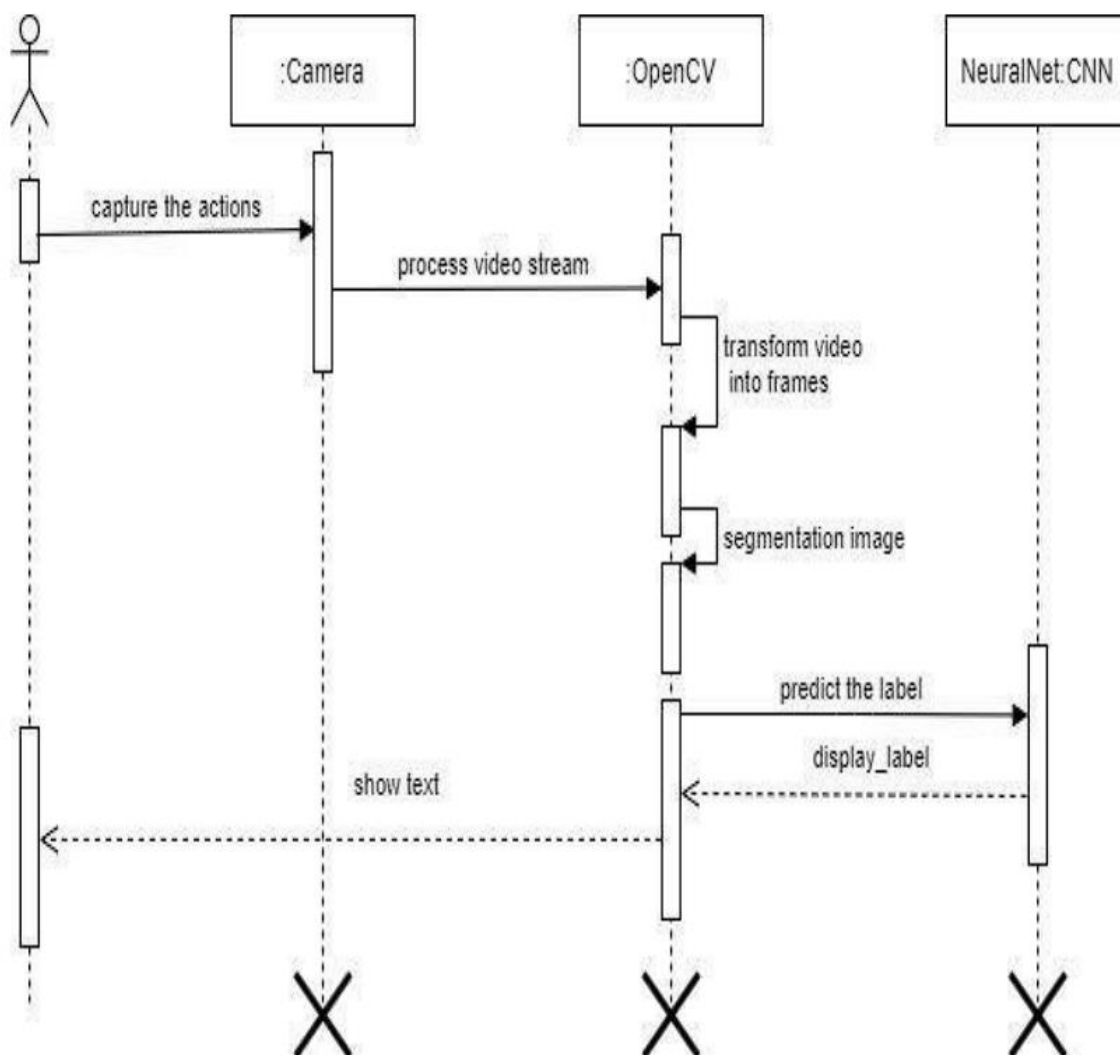 :Camera
:OpenCV
NeuralNet:CNN
capture the actions
process video stream
transform video
into frames
segmentation image
predict the label
display_label
show text